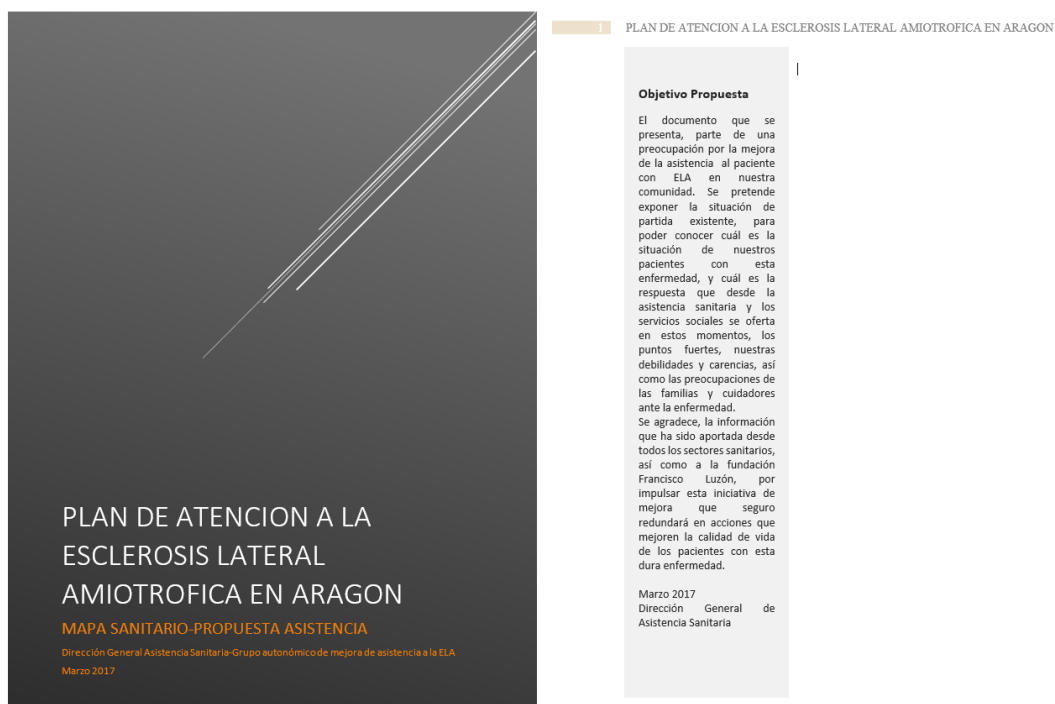 PLAN DE ATENCION A LA
ESCLEROSIS LATERAL
AMIOTROFICA EN ARAGON
MAPA SANITARIO-PROPUESTA ASISTENCIA
Dirección General Asistencia Sanitaria-Grupo autonómico de mejora de asistencia a la ELA
Marzo 2017
1 PLAN DE ATENCION A LA ESCLEROSIS LATERAL AMIOTROFICA EN ARAGON
Objetivo Propuesta
El documento que se
presenta, parte de una
preocupación por la mejora
de la asistencia al paciente
con ELA en nuestra
comunidad. Se pretende
exponer la situación de
partida existente, para
poder conocer cuál es la
situación de nuestros
pacientes con esta
enfermedad, y cuál es la
respuesta que desde la
asistencia sanitaria y los
servicios sociales se oferta
en estos momentos, los
puntos fuertes, nuestras
debilidades y carencias, así
como las preocupaciones de
las familias y cuidadores
ante la enfermedad.
Se agradece, la información
que ha sido aportada desde
todos los sectores sanitarios,
así como a la fundación
Francisco Luzón, por
impulsar esta iniciativa de
mejora que seguro
redundará en acciones que
mejoren la calidad de vida
de los pacientes con esta
dura enfermedad.
Marzo 2017
Dirección General de
Asistencia Sanitaria